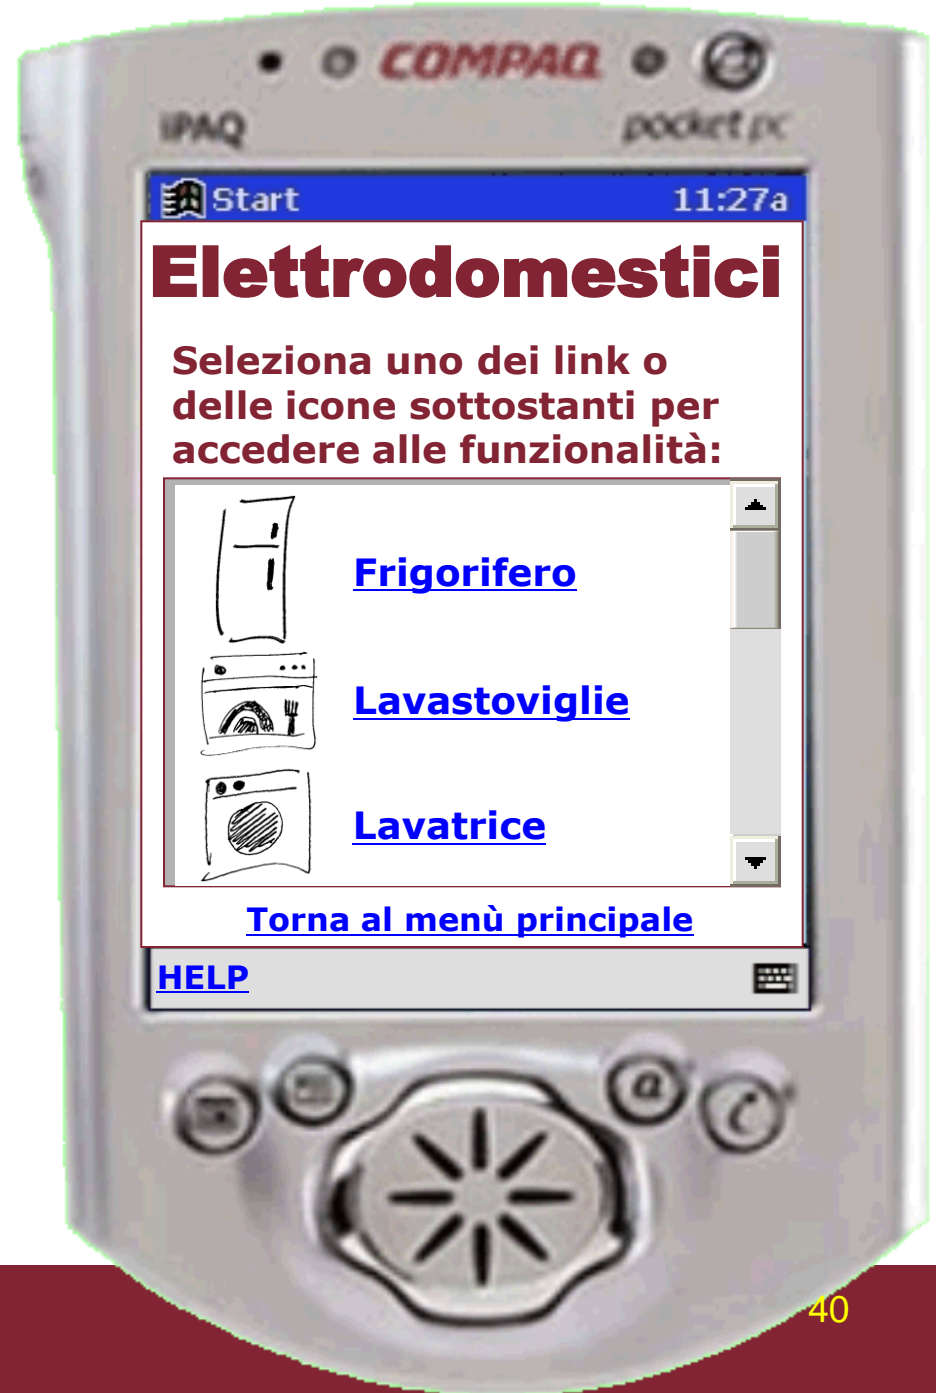 COMPAQ
iPAQ
pocket pc
Start
11:27a
Elettrodomestici
Seleziona uno dei link o
delle icone sottostanti per
accedere alle funzionalità:
Frigorifero
Lavastoviglie
Lavatrice
Torna al menù principale
HELP
a
40